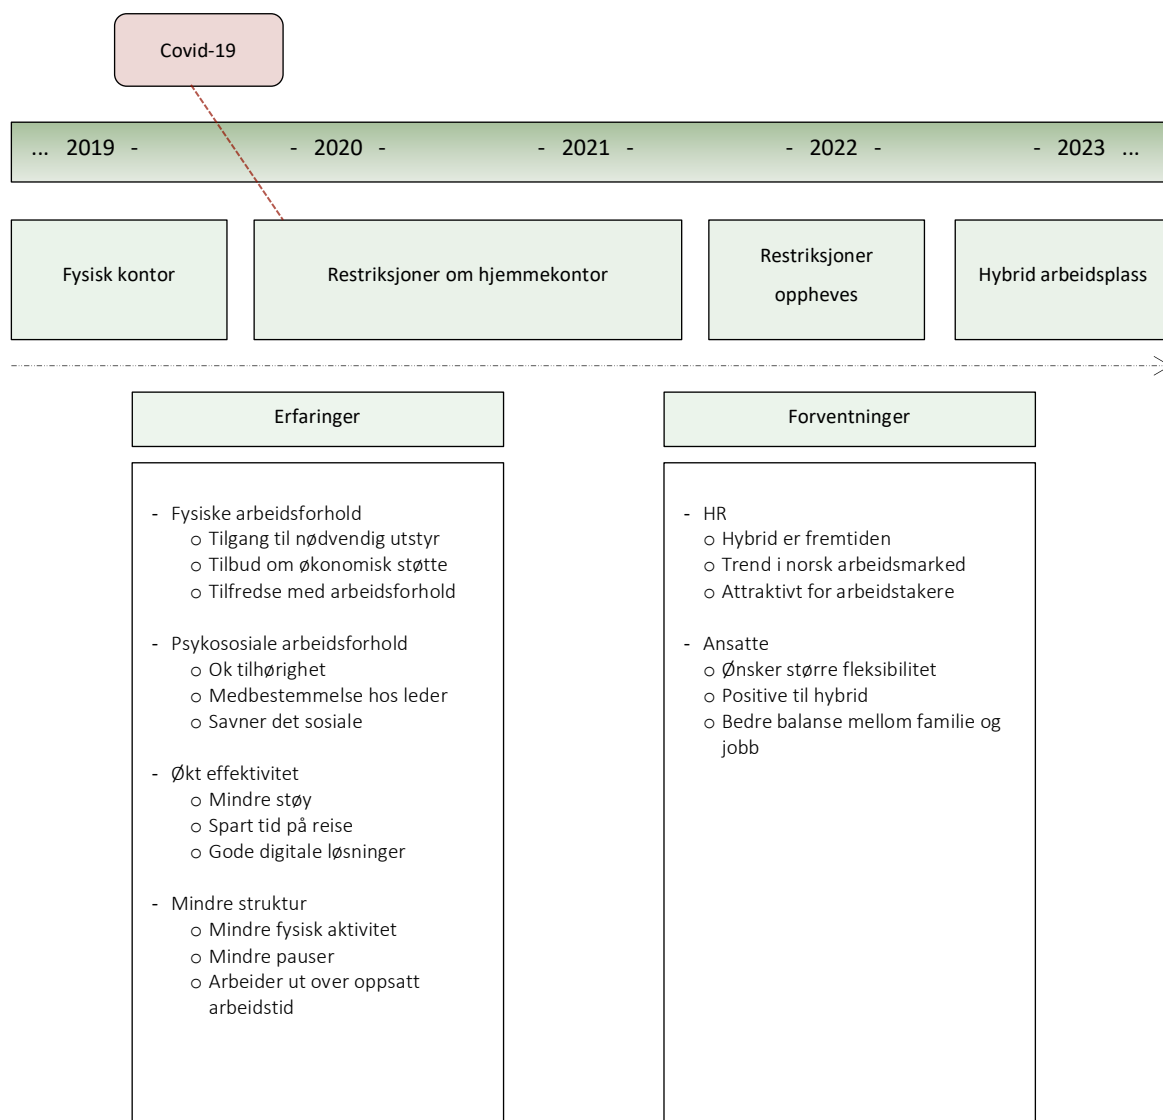 Covid-19
... 2019 - - 2020 - - 2021 - - 2022 - - 2023 ...
Fysisk kontor
Restriksjoner om hjemmekontor
Restriksjoner
oppheves
Hybrid arbeidsplass
Erfaringer
- Fysiske arbeidsforhold
o Tilgang til nødvendig utstyr
o Tilbud om økonomisk støtte
o Tilfredse med arbeidsforhold
- Psykososiale arbeidsforhold
o Ok tilhørighet
o Medbestemmelse hos leder
o Savner det sosiale
- Økt effektivitet
o Mindre støy
o Spart tid på reise
o Gode digitale løsninger
- Mindre struktur
o Mindre fysisk aktivitet
o Mindre pauser
o Arbeider ut over oppsatt
arbeidstid
Forventninger
- HR
o Hybrid er fremtiden
o Trend i norsk arbeidsmarked
o Attraktivt for arbeidstakere
- Ansatte
o Ønsker større fleksibilitet
o Positive til hybrid
o Bedre balanse mellom familie og
jobb